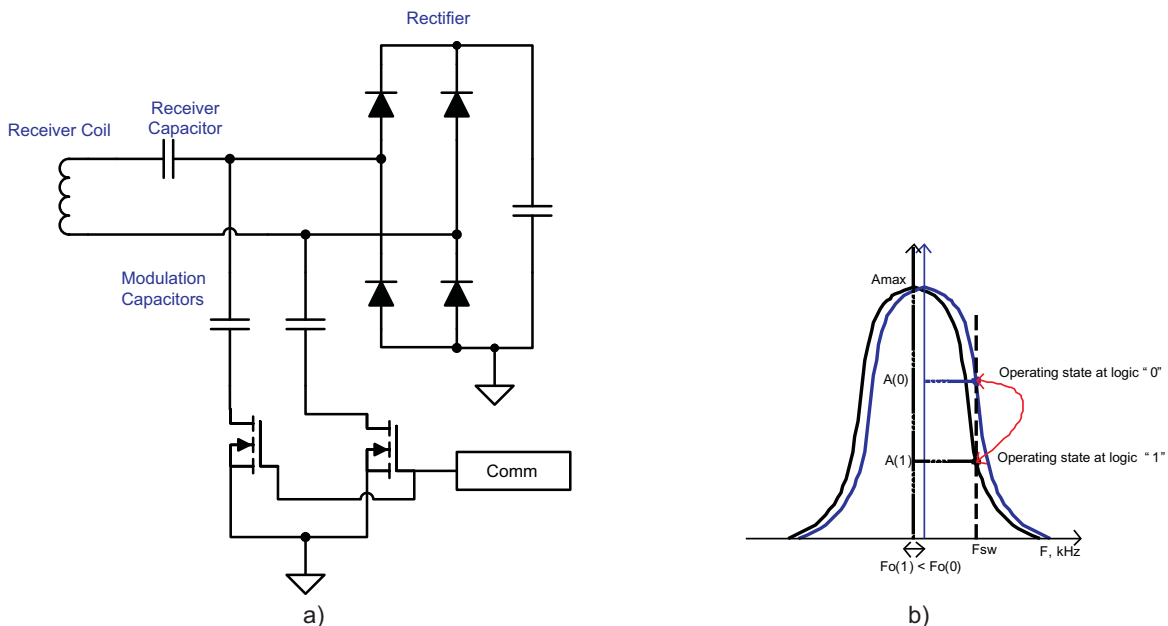 Rectifier
Receiver
Capacitor
Receiver Coil
Modulation
Capacitors
Comm
a)
Amax
A(0)
Operating state at logic “ 0”
A(1)
Operating state at logic “ 1”
Fsw
F, kHz
Fo(1) < Fo(0)
b)